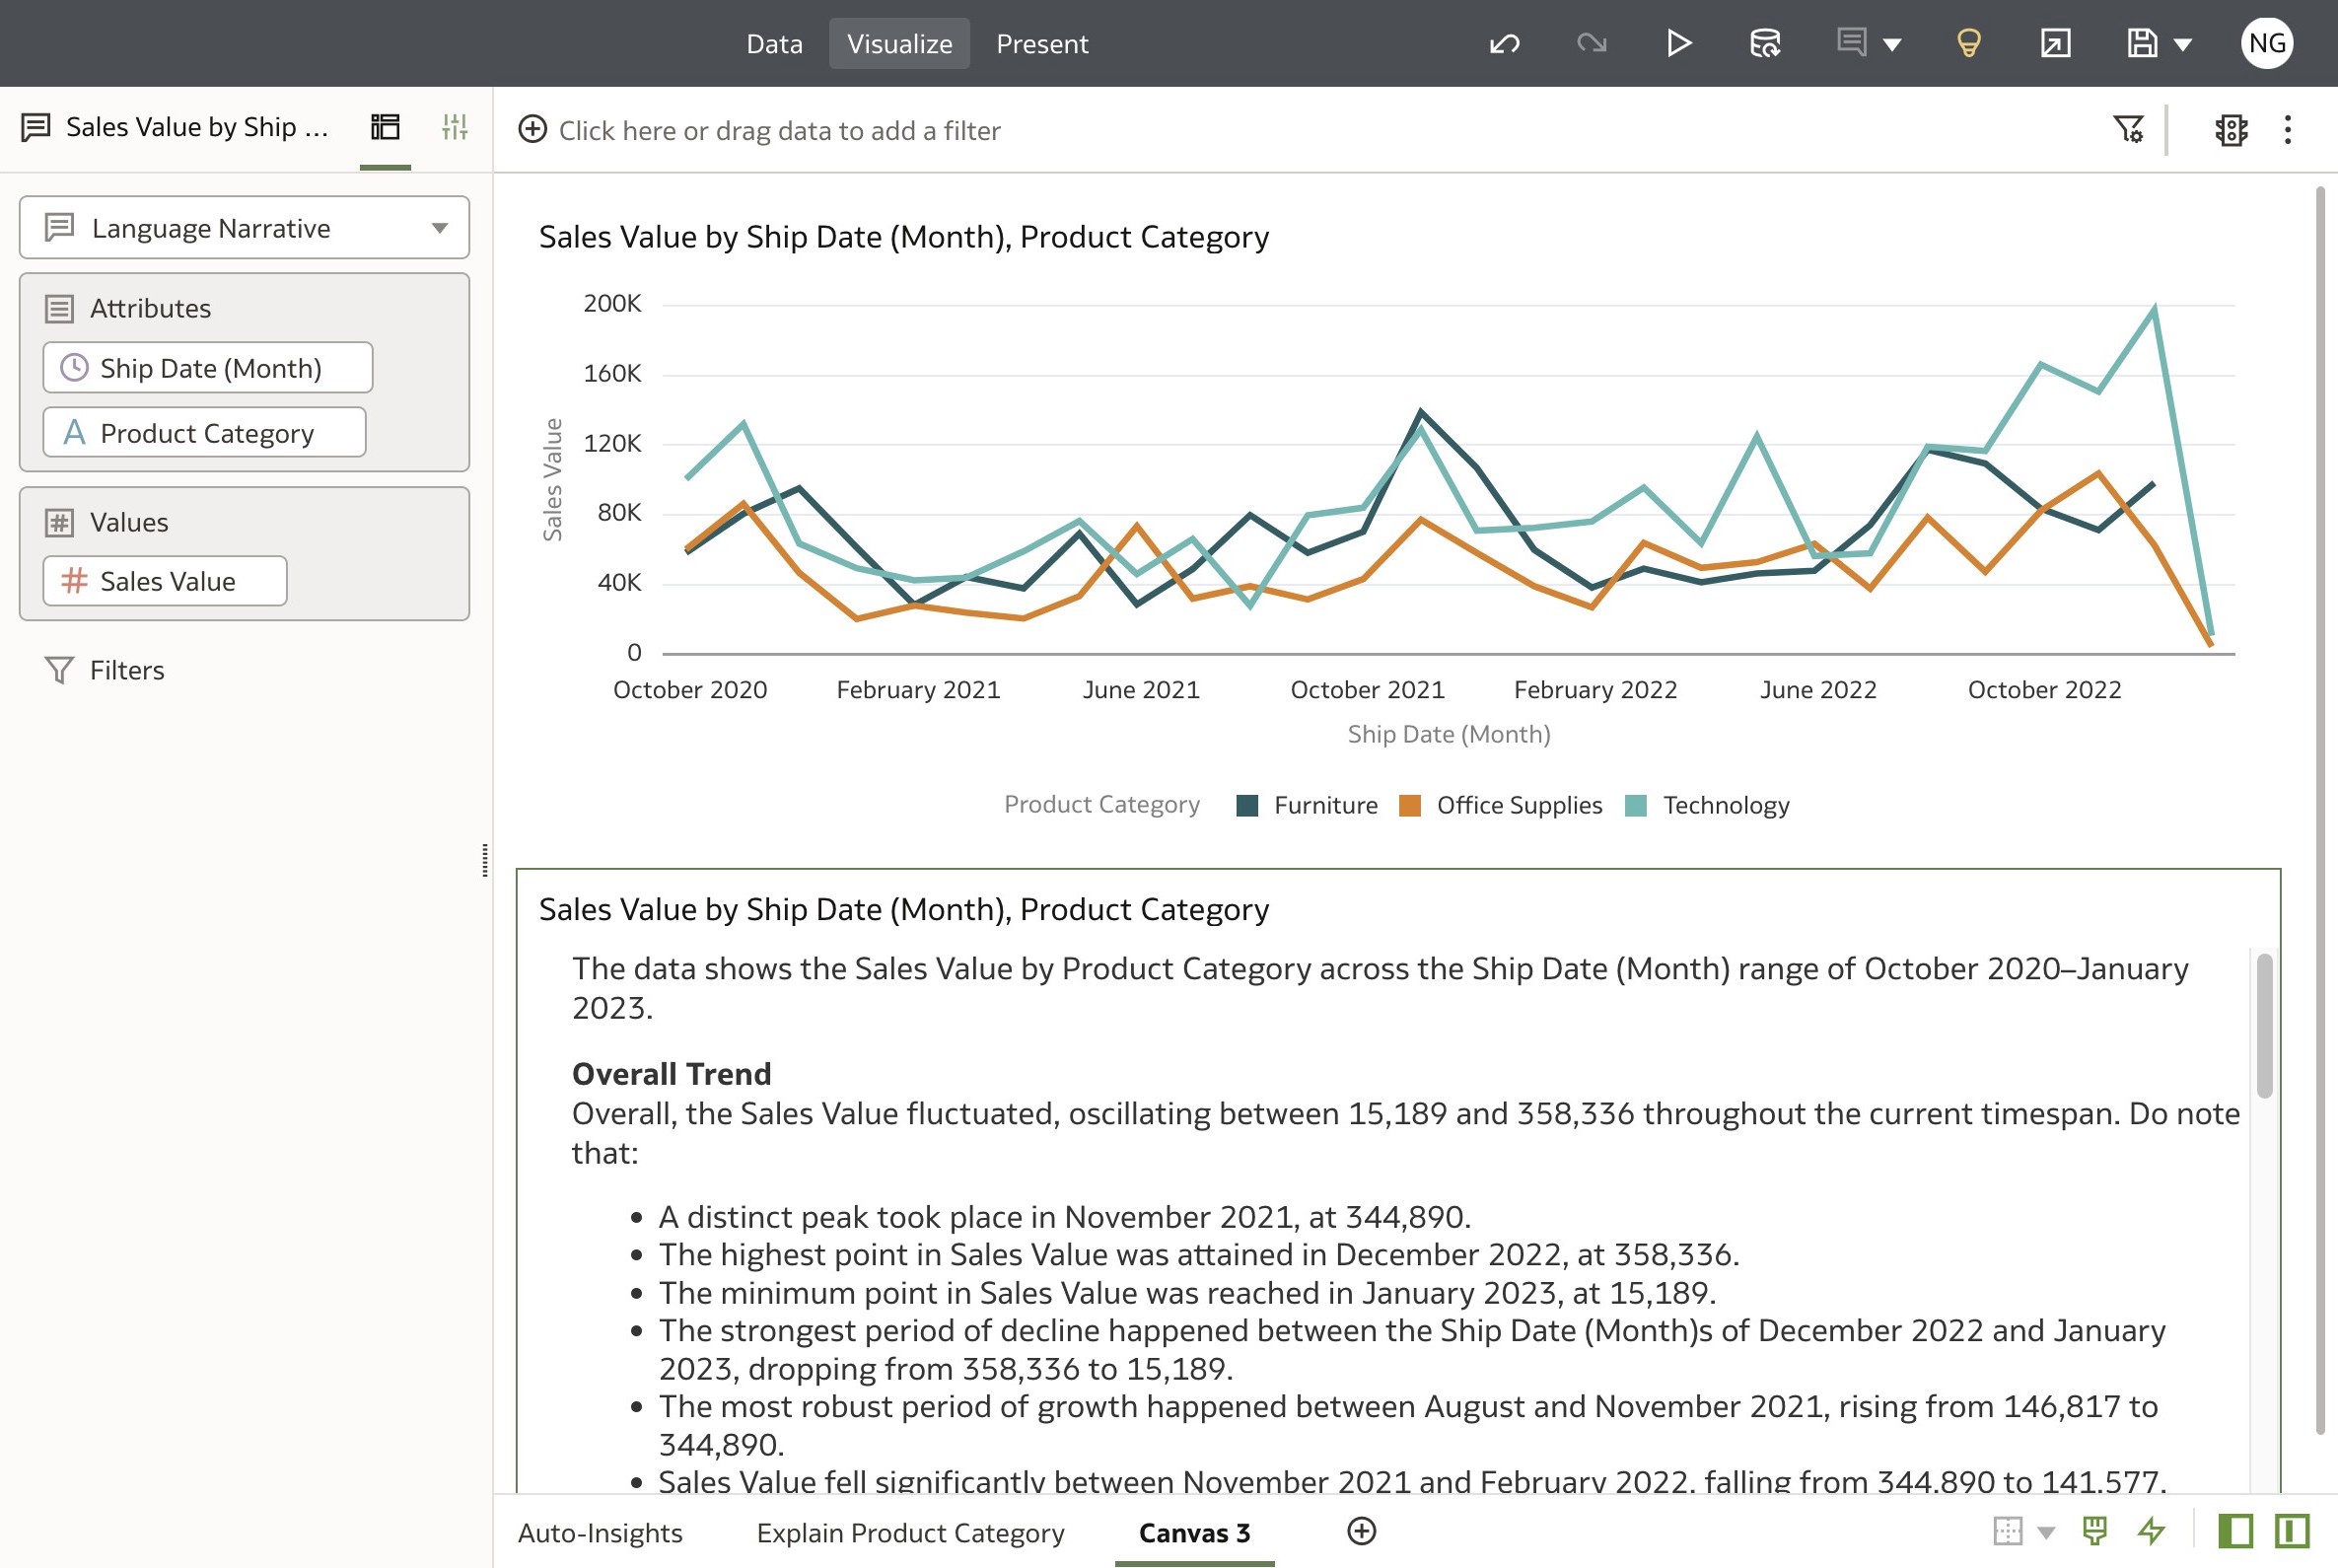 Data Visualize Present NG
Sales Value by Ship ...
Click here or drag data to add a filter
Language Narrative
Attributes
Ship Date (Month)
A Product Category
Values
# Sales Value
Filters
Sales Value by Ship Date (Month), Product Category
Sales Value
200K
160K
120K
80K
40K
0
October 2020 February 2021 June 2021 October 2021 February 2022 June 2022 October 2022
Ship Date (Month)
Product Category Furniture Office Supplies Technology
Sales Value by Ship Date (Month), Product Category
The data shows the Sales Value by Product Category across the Ship Date (Month) range of October 2020–January
2023.
Overall Trend
Overall, the Sales Value fluctuated, oscillating between 15,189 and 358,336 throughout the current timespan. Do note
that:
• A distinct peak took place in November 2021, at 344,890.
• The highest point in Sales Value was attained in December 2022, at 358,336.
• The minimum point in Sales Value was reached in January 2023, at 15,189.
• The strongest period of decline happened between the Ship Date (Month)s of December 2022 and January
2023, dropping from 358,336 to 15,189.
• The most robust period of growth happened between August and November 2021, rising from 146,817 to
344,890.
• Sales Value fell significantly between November 2021 and February 2022, falling from 344,890 to 141,577.
Auto-Insights Explain Product Category Canvas 3